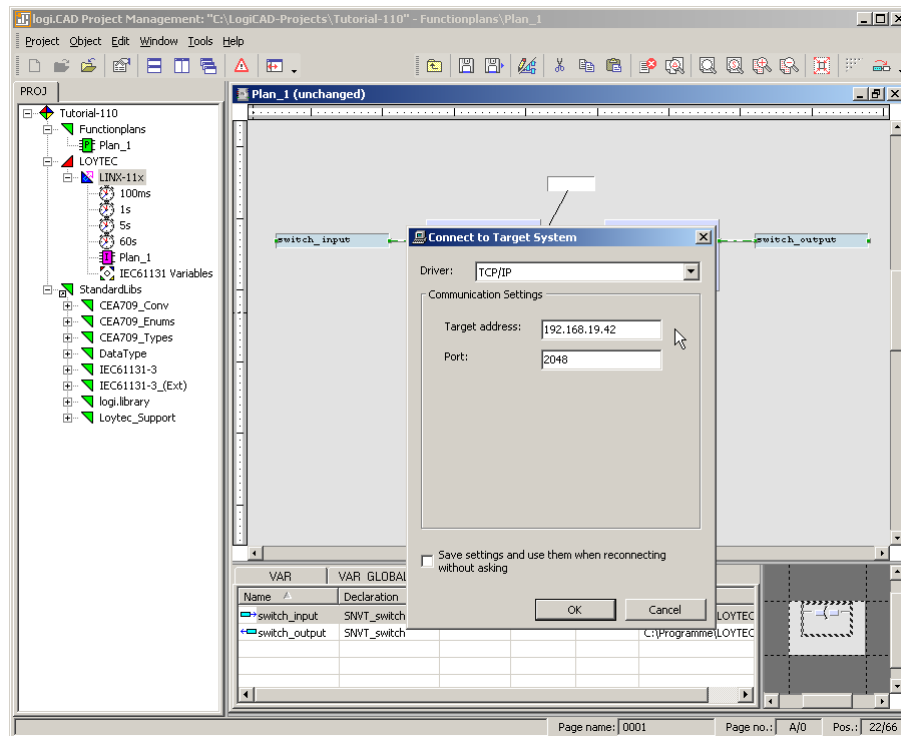 logi.CAD Project Management: "C:\LogiCAD-Projects\Tutorial-110" - Functionplans\Plan_1
Project Object Edit Window Tools Help
PROJ
Tutorial-110
Functionplans
Plan_1
LOYTEC
LINX-11x
100ms
1s
5s
60s
Plan_1
IEC61131 Variables
StandardLibs
CEA709_Conv
CEA709_Enums
CEA709_Types
DataType
IEC61131-3
IEC61131-3_(Ext)
logi.library
Loytec_Support
Plan_1 (unchanged)
switch_input
switch_output
Connect to Target System
Driver: TCP/IP
Communication Settings
Target address: 192.168.19.42
Port: 2048
Save settings and use them when reconnecting
without asking
OK Cancel
VAR VAR GLOBAL
Name Declaration
switch_input SNVT_switch LOYTEC
switch_output SNVT_switch C:\Programme\LOYTEC
Page name: 0001 Page no.: A/0 Pos.: 22/66